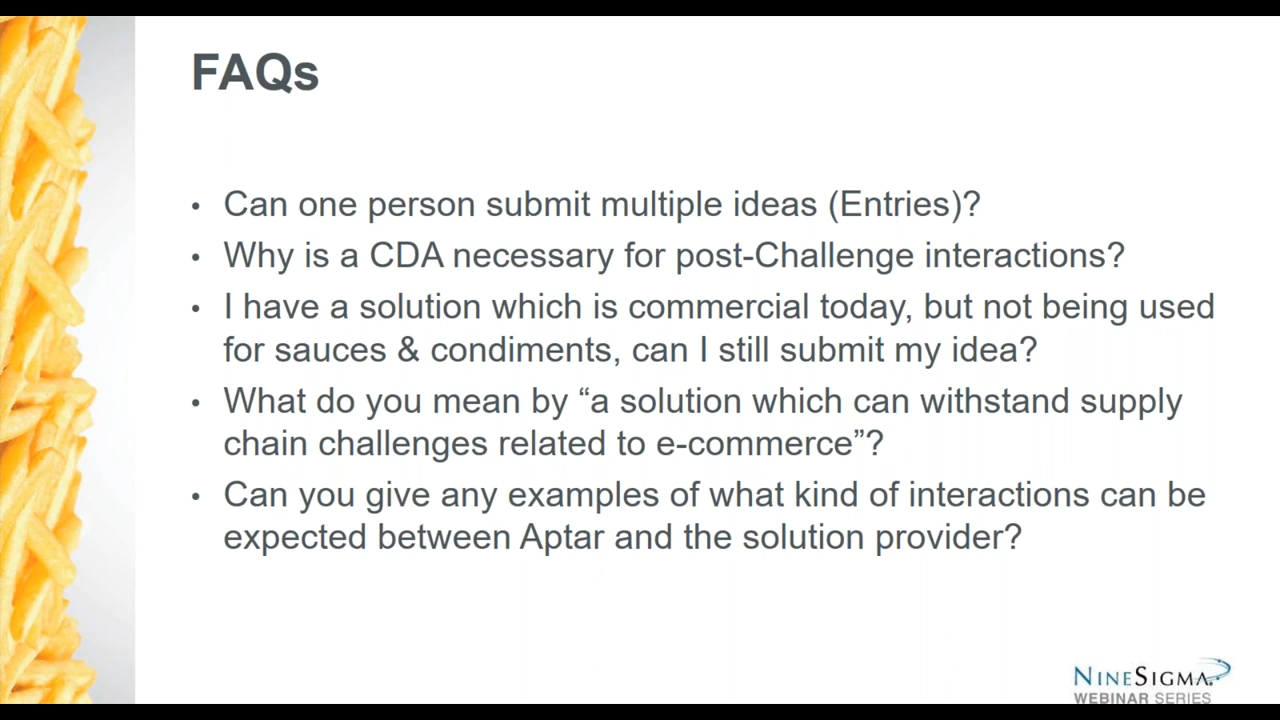 FAQs
• Can one person submit multiple ideas (Entries)?
• Why is a CDA necessary for post-Challenge interactions?
• I have a solution which is commercial today, but not being used
for sauces & condiments, can I still submit my idea?
• What do you mean by “a solution which can withstand supply
chain challenges related to e-commerce”?
• Can you give any examples of what kind of interactions can be
expected between Aptar and the solution provider?
NINESIGMA
WEBINAR SERIES